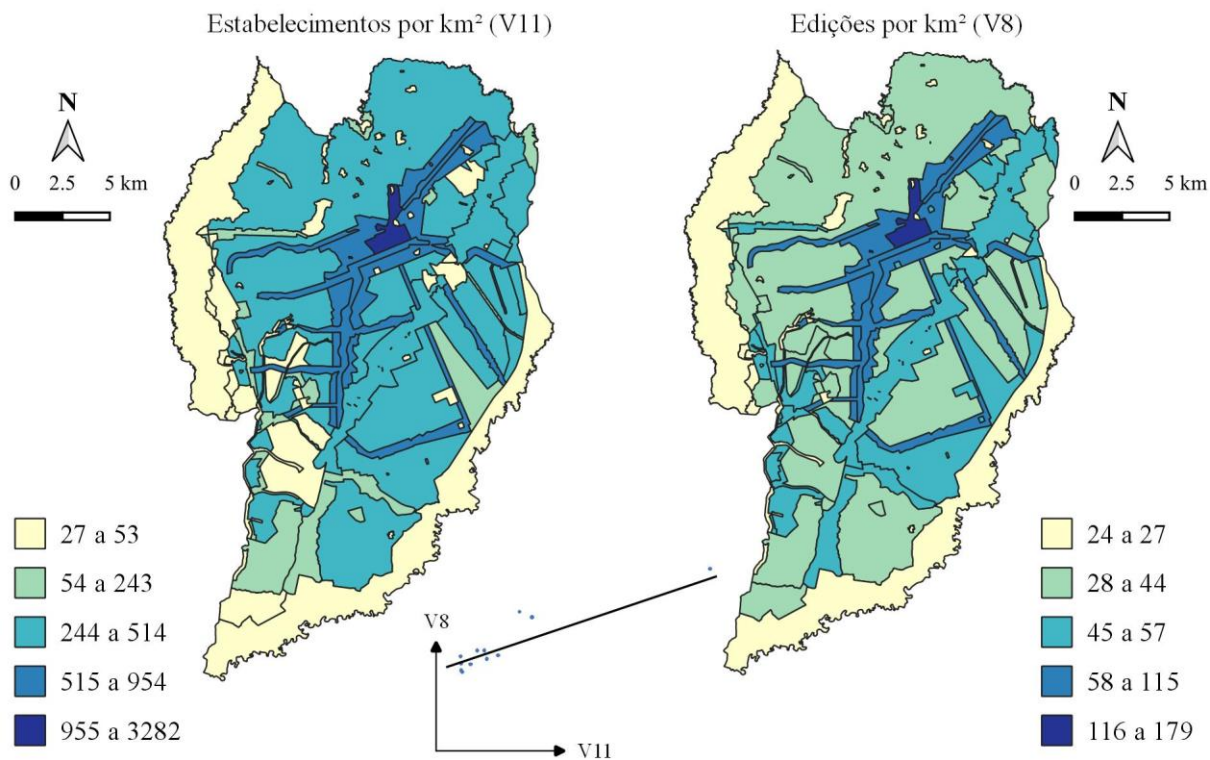 Estabelecimentos por km² (V11)
Edições por km² (V8)
N
0 2.5 5 km
N
0 2.5 5 km
27 a 53
54 a 243
244 a 514
515 a 954
955 a 3282
V8
V11
24 a 27
28 a 44
45 a 57
58 a 115
116 a 179